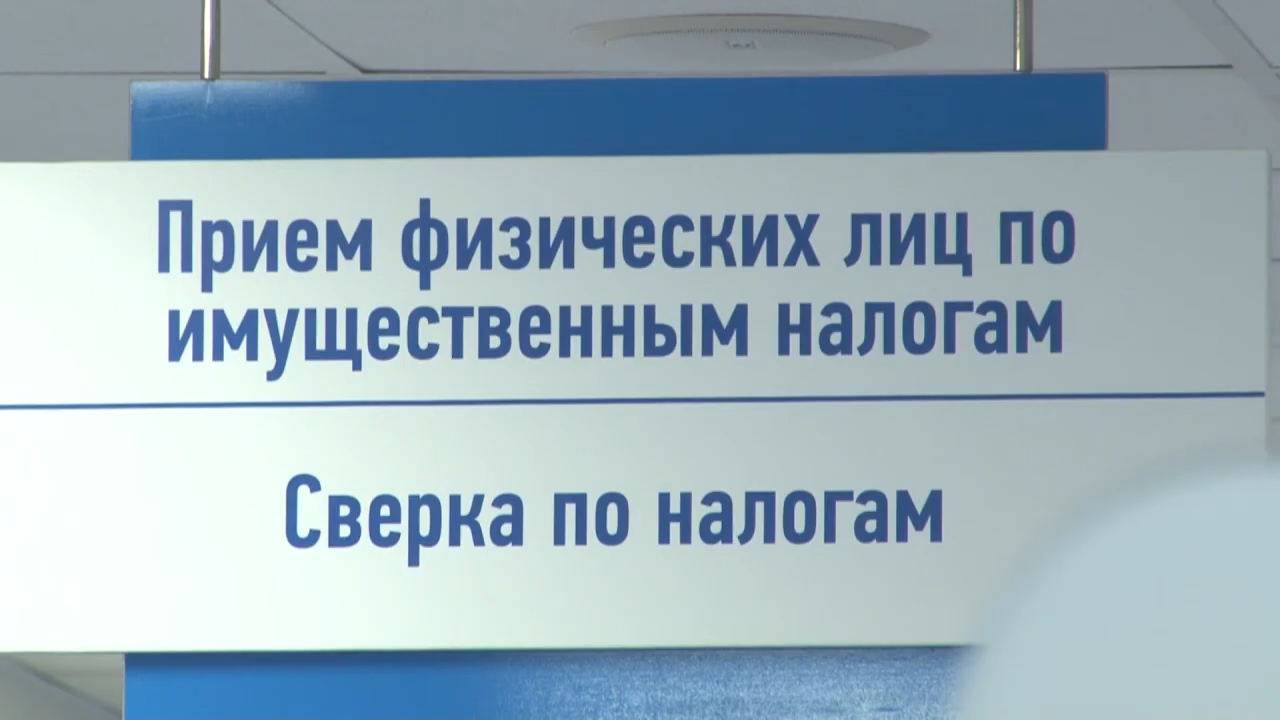 Прием физических лиц по
имущественным налогам
Сверка по налогам